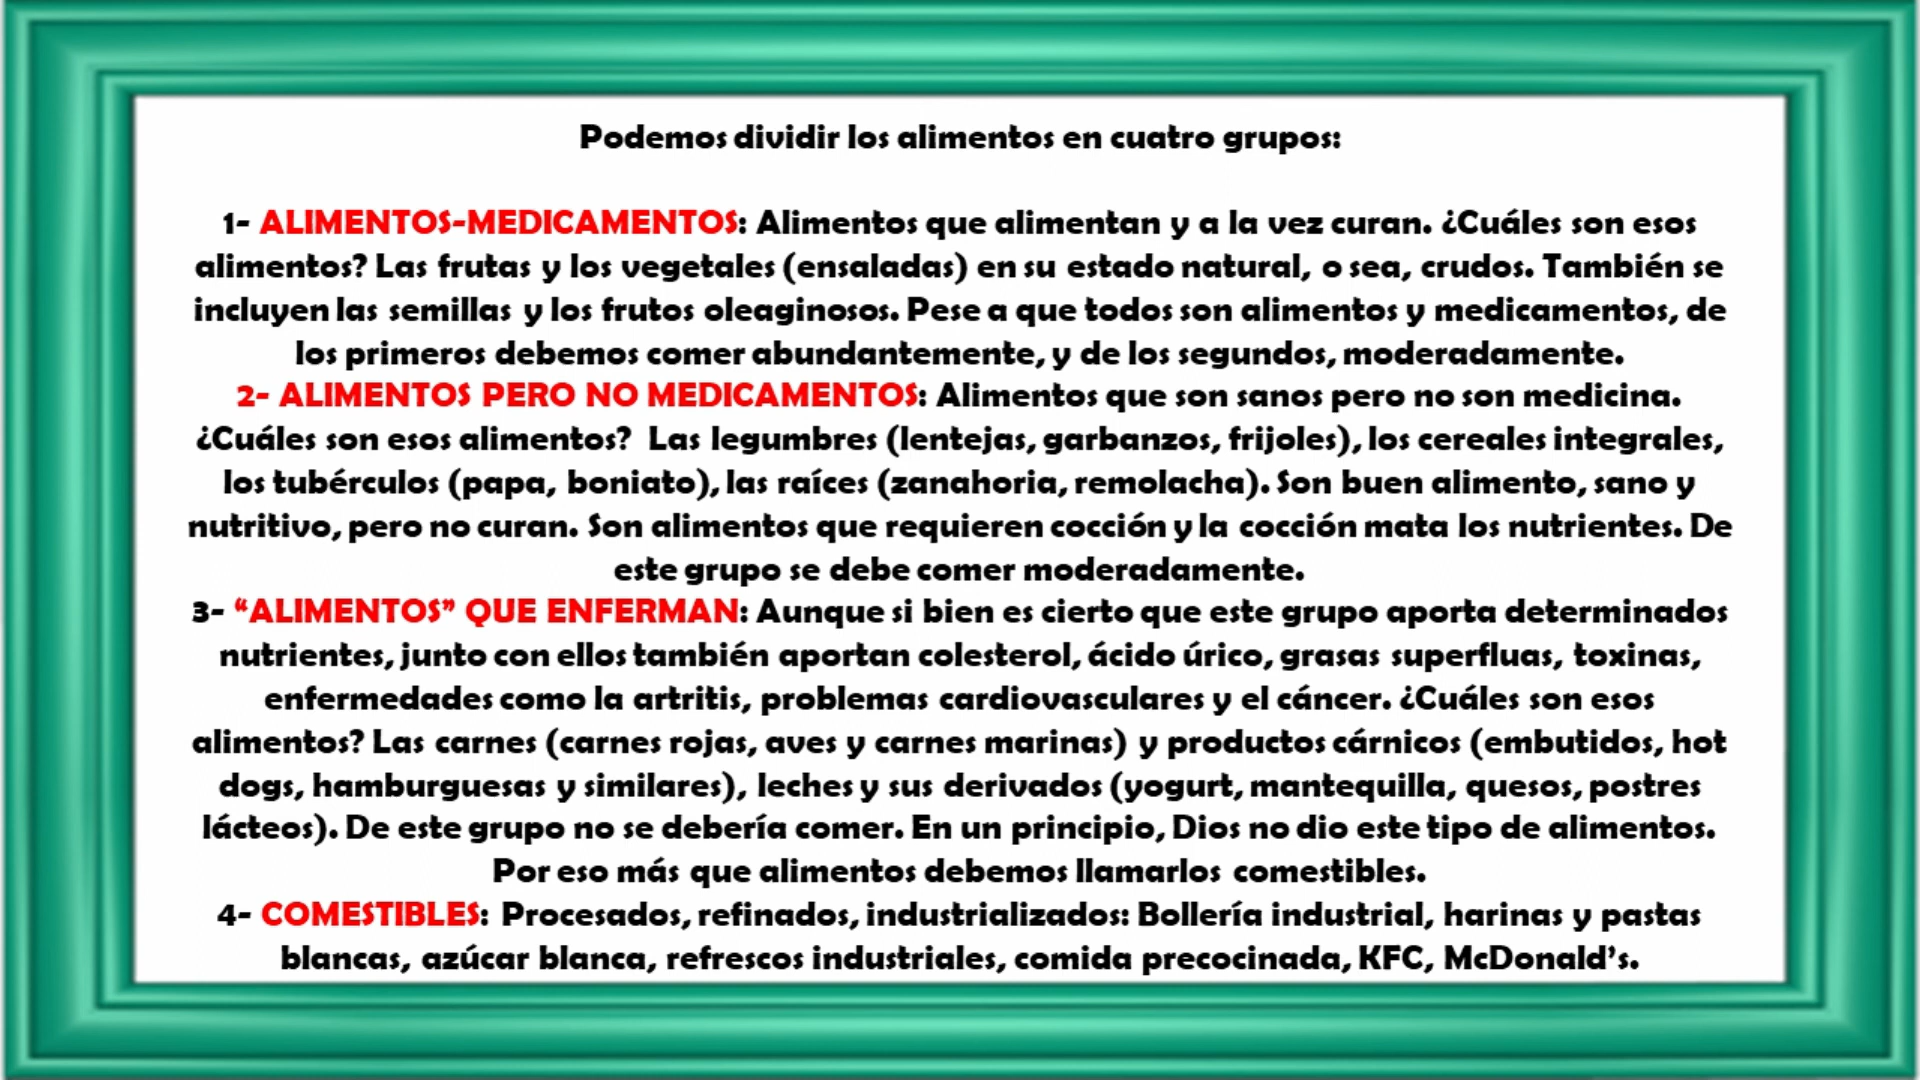 Podemos dividir los alimentos en cuatro grupos:
1- ALIMENTOS-MEDICAMENTOS: Alimentos que alimentan y a la vez curan. ¿Cuáles son esos
alimentos? Las frutas y los vegetales (ensaladas) en su estado natural, o sea, crudos. También se
incluyen las semillas y los frutos oleaginosos. Pese a que todos son alimentos y medicamentos, de
los primeros debemos comer abundantemente, y de los segundos, moderadamente.
2- ALIMENTOS PERO NO MEDICAMENTOS: Alimentos que son sanos pero no son medicina.
¿Cuáles son esos alimentos? Las legumbres (lentejas, garbanzos, frijoles), los cereales integrales,
los tubérculos (papa, boniato), las raíces (zanahoria, remolacha). Son buen alimento, sano y
nutritivo, pero no curan. Son alimentos que requieren cocción y la cocción mata los nutrientes. De
este grupo se debe comer moderadamente.
3- “ALIMENTOS” QUE ENFERMAN: Aunque si bien es cierto que este grupo aporta determinados
nutrientes, junto con ellos también aportan colesterol, ácido úrico, grasas superfluas, toxinas,
enfermedades como la artritis, problemas cardiovasculares y el cáncer. ¿Cuáles son esos
alimentos? Las carnes (carnes rojas, aves y carnes marinas) y productos cárnicos (embutidos, hot
dogs, hamburguesas y similares), leches y sus derivados (yogurt, mantequilla, quesos, postres
lácteos). De este grupo no se debería comer. En un principio, Dios no dio este tipo de alimentos.
Por eso más que alimentos debemos llamarlos comestibles.
4- COMESTIBLES: Procesados, refinados, industrializados: Bollería industrial, harinas y pastas
blancas, azúcar blanca, refrescos industriales, comida precocinada, KFC, McDonald’s.